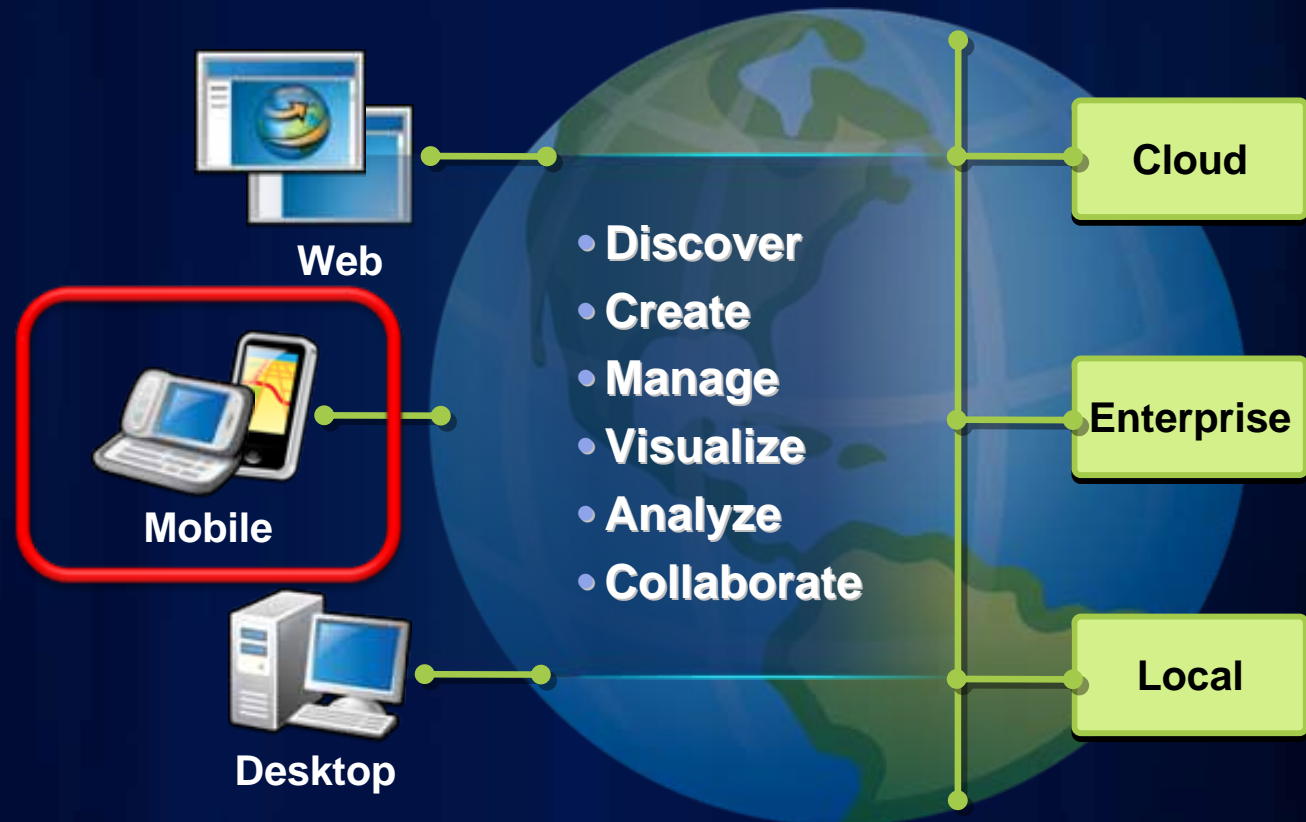 Web
Mobile
Desktop
• Discover
• Create
• Manage
• Visualize
• Analyze
• Collaborate
Cloud
Enterprise
Local